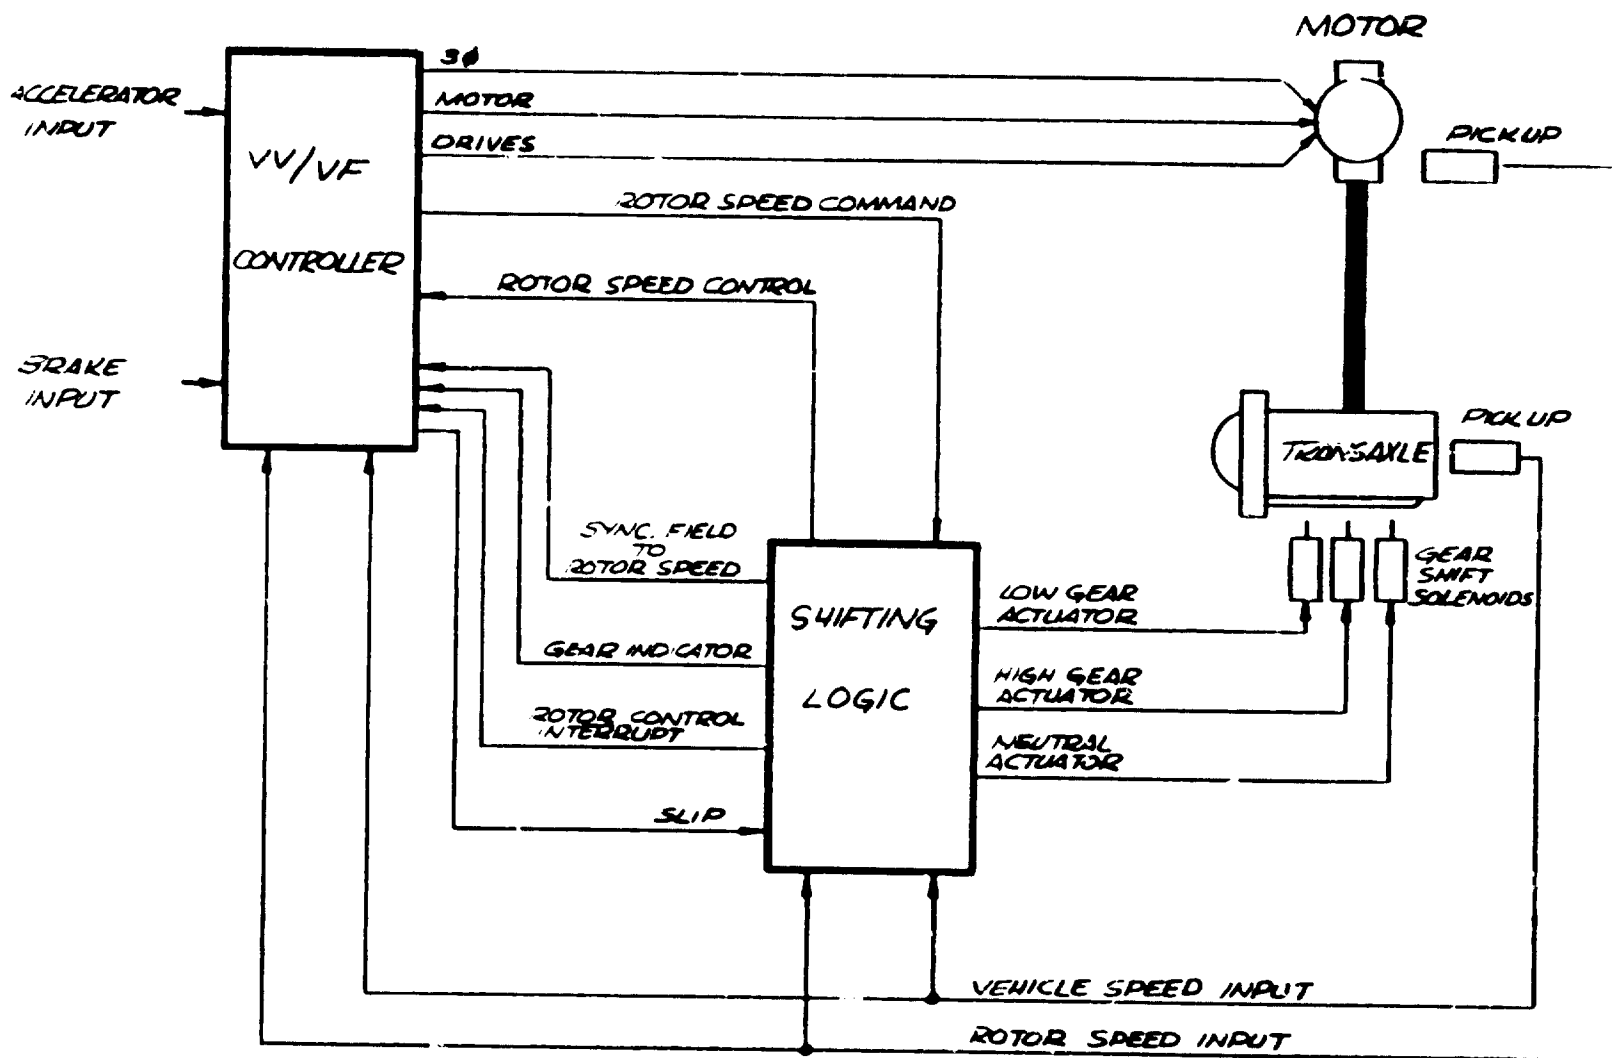 MOTOR
3ø
ACCELERATOR
INPUT
MOTOR
DRIVES
PICKUP
VV/VF
CONTROLLER
ROTOR SPEED COMMAND
ROTOR SPEED CONTROL
BRAKE
INPUT
PICKUP
TRANSAXLE
SYNC. FIELD
TO
ROTOR SPEED
GEAR
SHIFT
SOLENOIDS
LOW GEAR
ACTUATOR
SHIFTING
LOGIC
GEAR INDICATOR
HIGH GEAR
ACTUATOR
ROTOR CONTROL
INTERRUPT
NEUTRAL
ACTUATOR
SLIP
VEHICLE SPEED INPUT
ROTOR SPEED INPUT